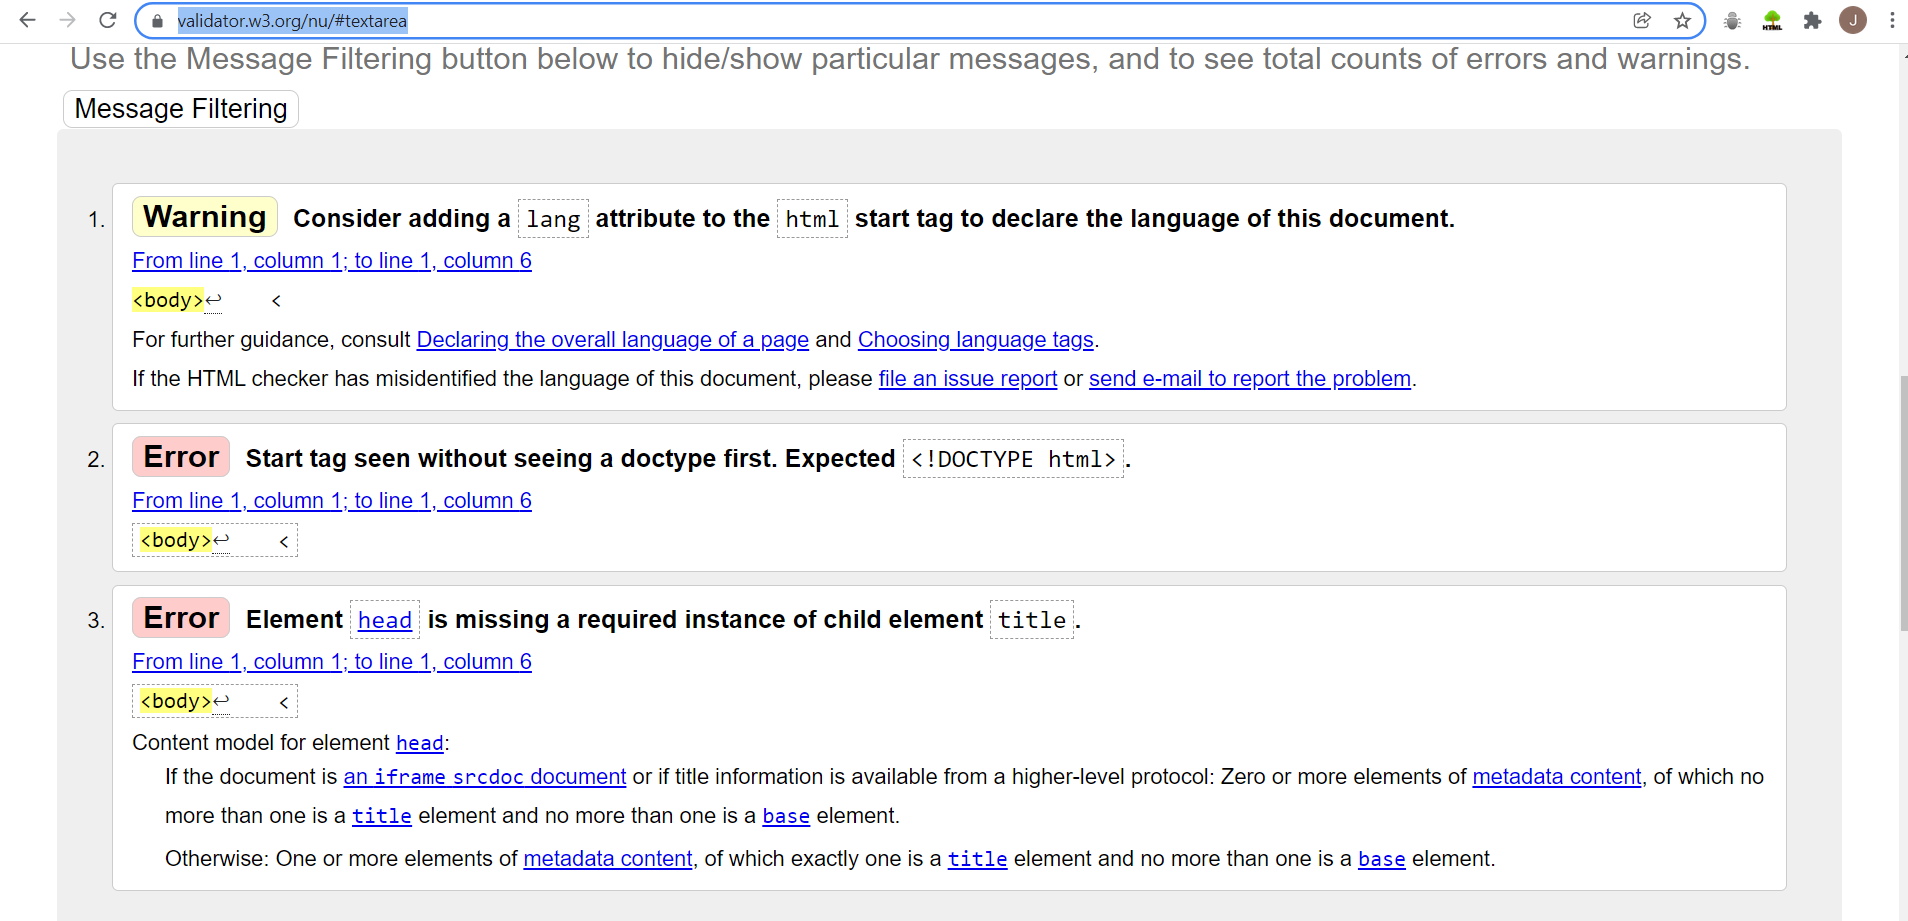 validator.w3.org/nu/#textarea
HTML
J
Use the Message Filtering button below to hide/show particular messages, and to see total counts of errors and warnings.
Message Filtering
1. Warning Consider adding a lang attribute to the html start tag to declare the language of this document.
From line 1, column 1; to line 1, column 6
<body>↩    <
For further guidance, consult Declaring the overall language of a page and Choosing language tags.
If the HTML checker has misidentified the language of this document, please file an issue report or send e-mail to report the problem.
2. Error Start tag seen without seeing a doctype first. Expected <!DOCTYPE html>.
From line 1, column 1; to line 1, column 6
<body>↩    <
3. Error Element head is missing a required instance of child element title.
From line 1, column 1; to line 1, column 6
<body>↩    <
Content model for element head:
If the document is an iframe srcdoc document or if title information is available from a higher-level protocol: Zero or more elements of metadata content, of which no
more than one is a title element and no more than one is a base element.
Otherwise: One or more elements of metadata content, of which exactly one is a title element and no more than one is a base element.